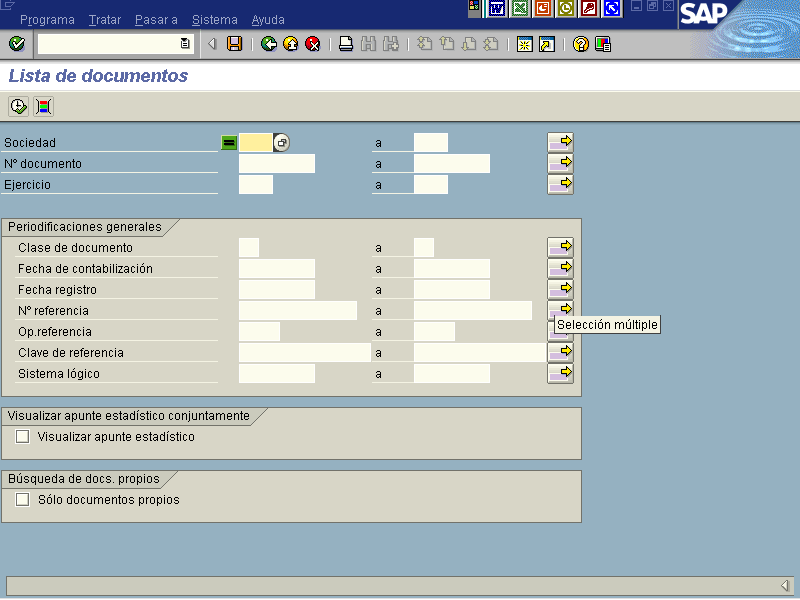 Programa Tratar Pasar a Sistema Ayuda
SAP
Lista de documentos
Sociedad a
Nº documento a
Ejercicio a
Periodificaciones generales
Clase de documento a
Fecha de contabilización a
Fecha registro a
Nº referencia a
Op.referencia a
Selección múltiple
Clave de referencia a
Sistema lógico a
Visualizar apunte estadístico conjuntamente
Visualizar apunte estadístico
Búsqueda de docs. propios
Sólo documentos propios